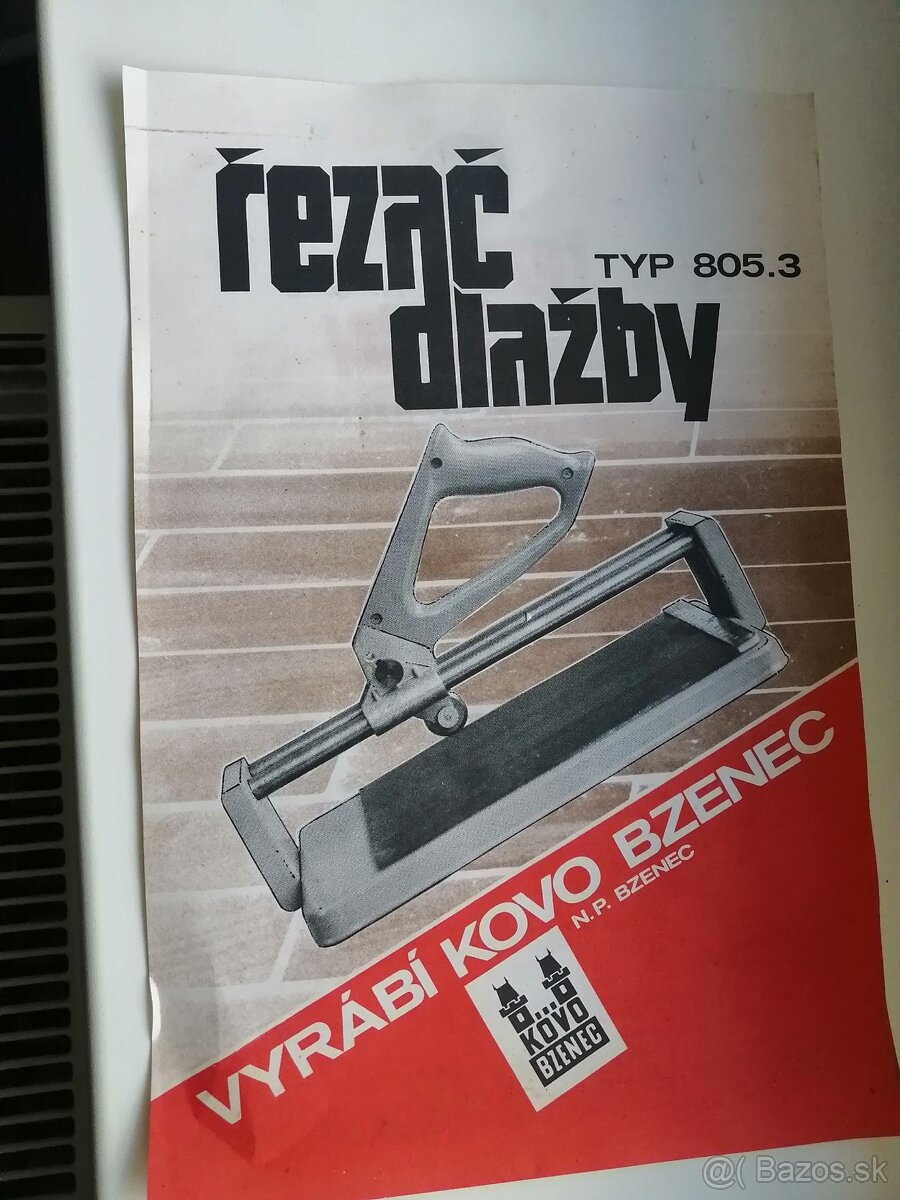 řezač
TYP 805.3
dlažby
VYRÁBÍ KOVO BZENEC
N.P. BZENEC
KOVO
BZENEC
@( Bazos.sk